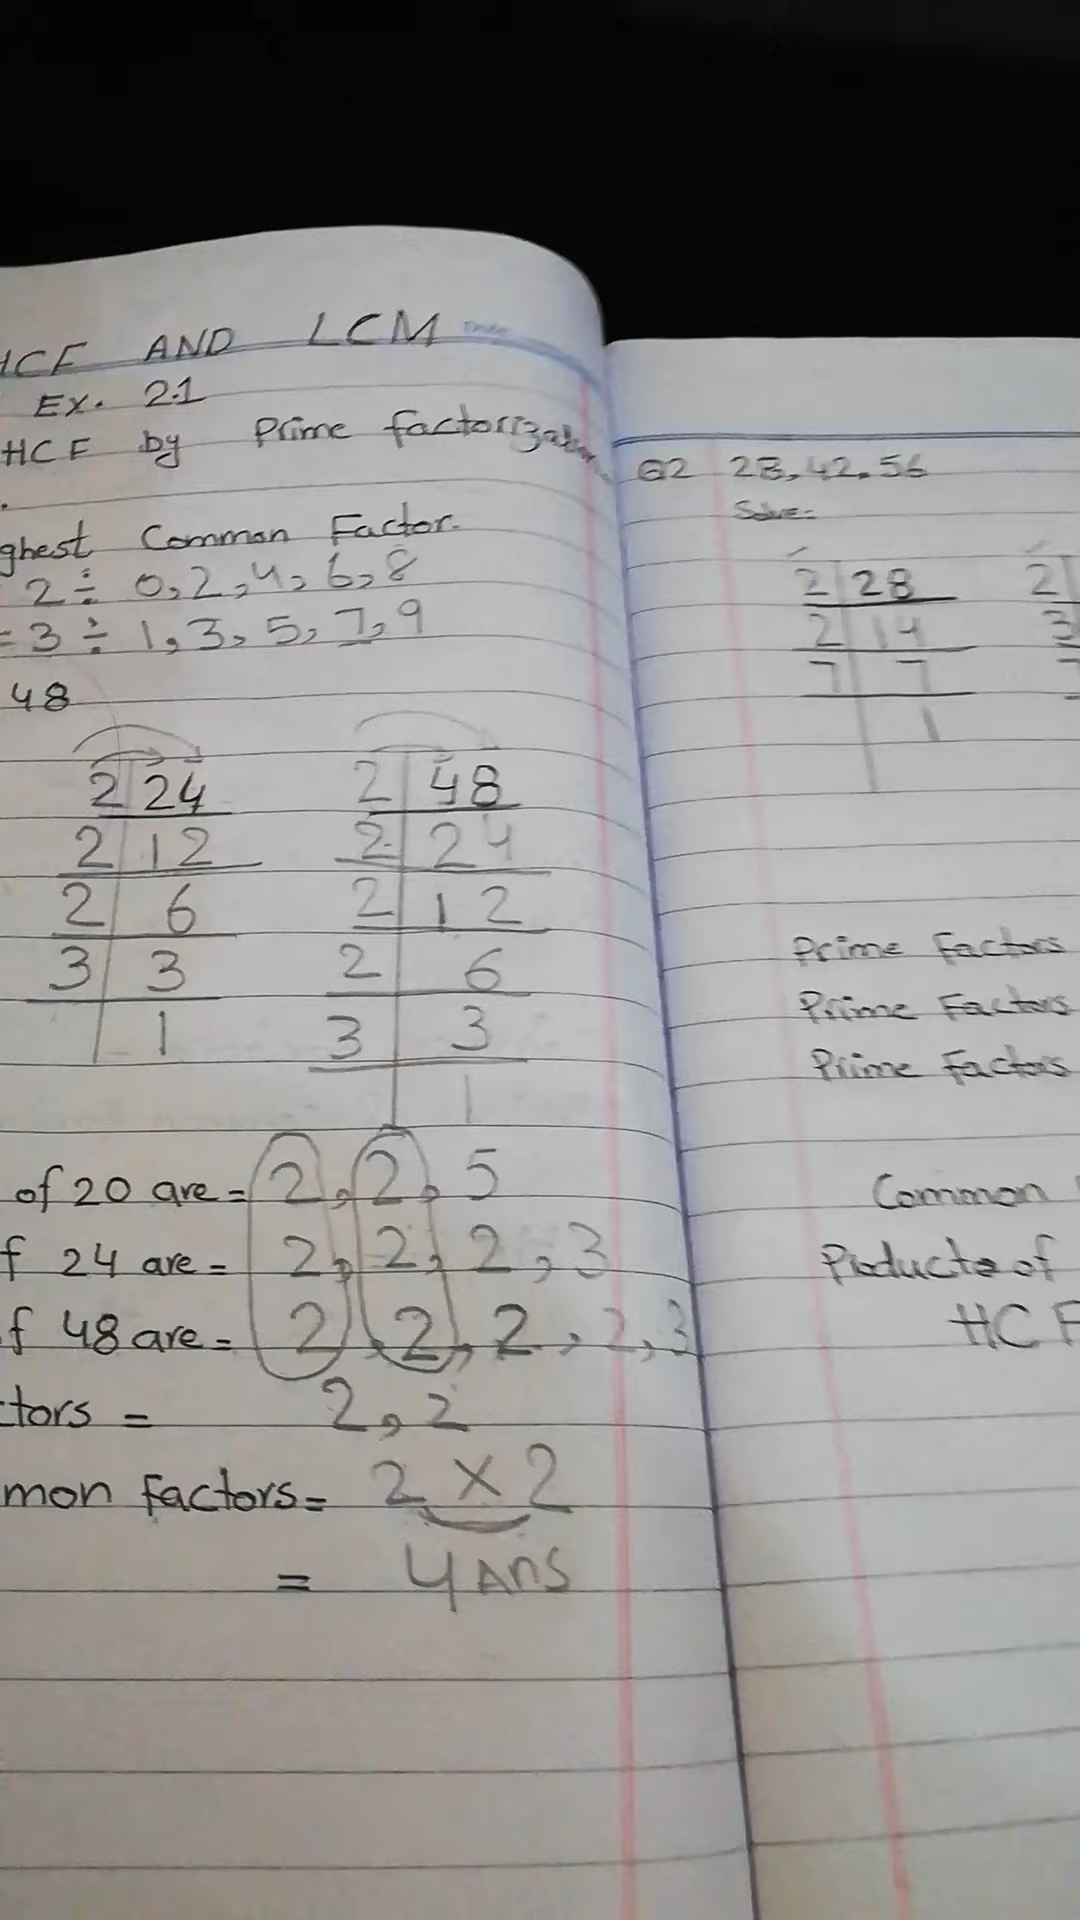 HCF AND LCM
Ex. 2.1
HCF by Prime factorization
ghest Common Factor.
2 ÷ 0, 2, 4, 6, 8
= 3 ÷ 1, 3, 5, 7, 9
48
2 24 2 48
2 12 2 24
2 6 2 12
3 3 2 6
1 3 3
1
of 20 are = 2, 2, 5
f 24 are = 2, 2, 2, 3
f 48 are = 2, 2, 2, 2, 3
ctors = 2, 2
mon factors = 2 × 2
= 4 Ans
Q2 28, 42, 56
Solve:
2 28 2
2 14 3
7 7 7
1
Prime Factors
Prime Factors
Prime Factors
Common
Products of
HCF